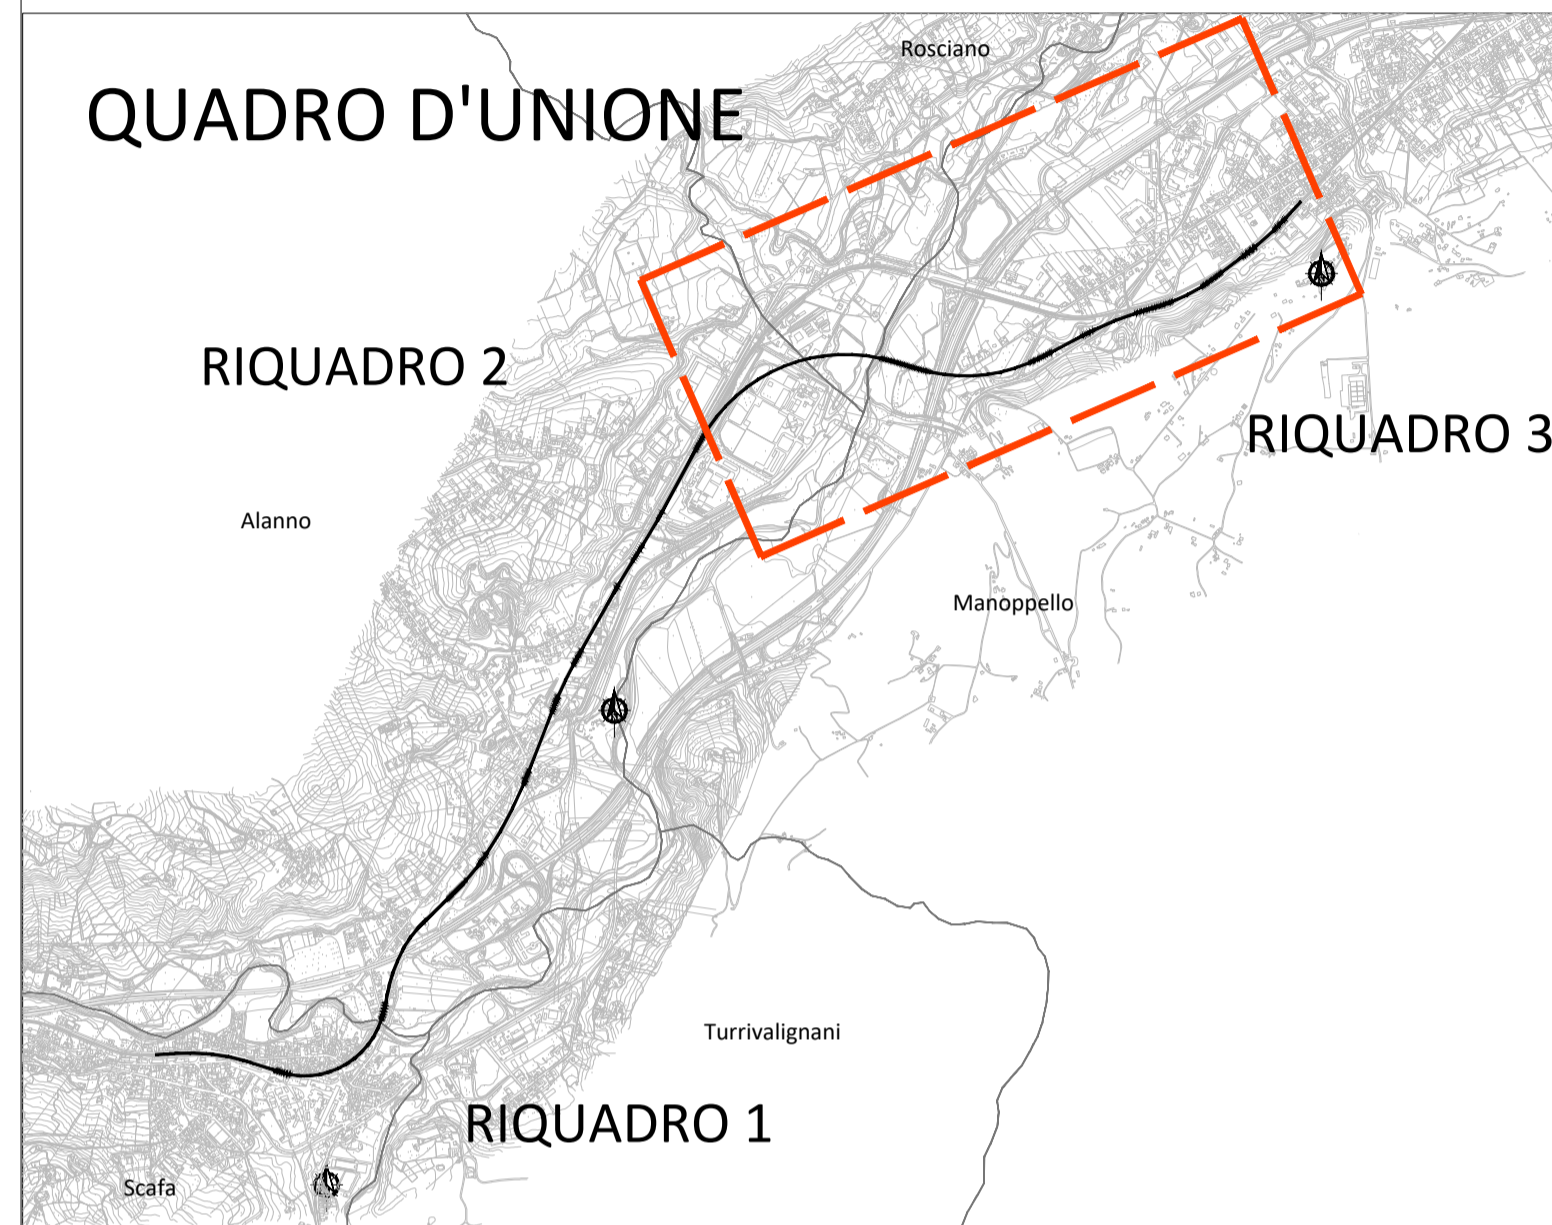 Rosciano
QUADRO D'UNIONE
RIQUADRO 2
RIQUADRO 3
Alanno
Manoppello
Turrivalignani
RIQUADRO 1
Scafa